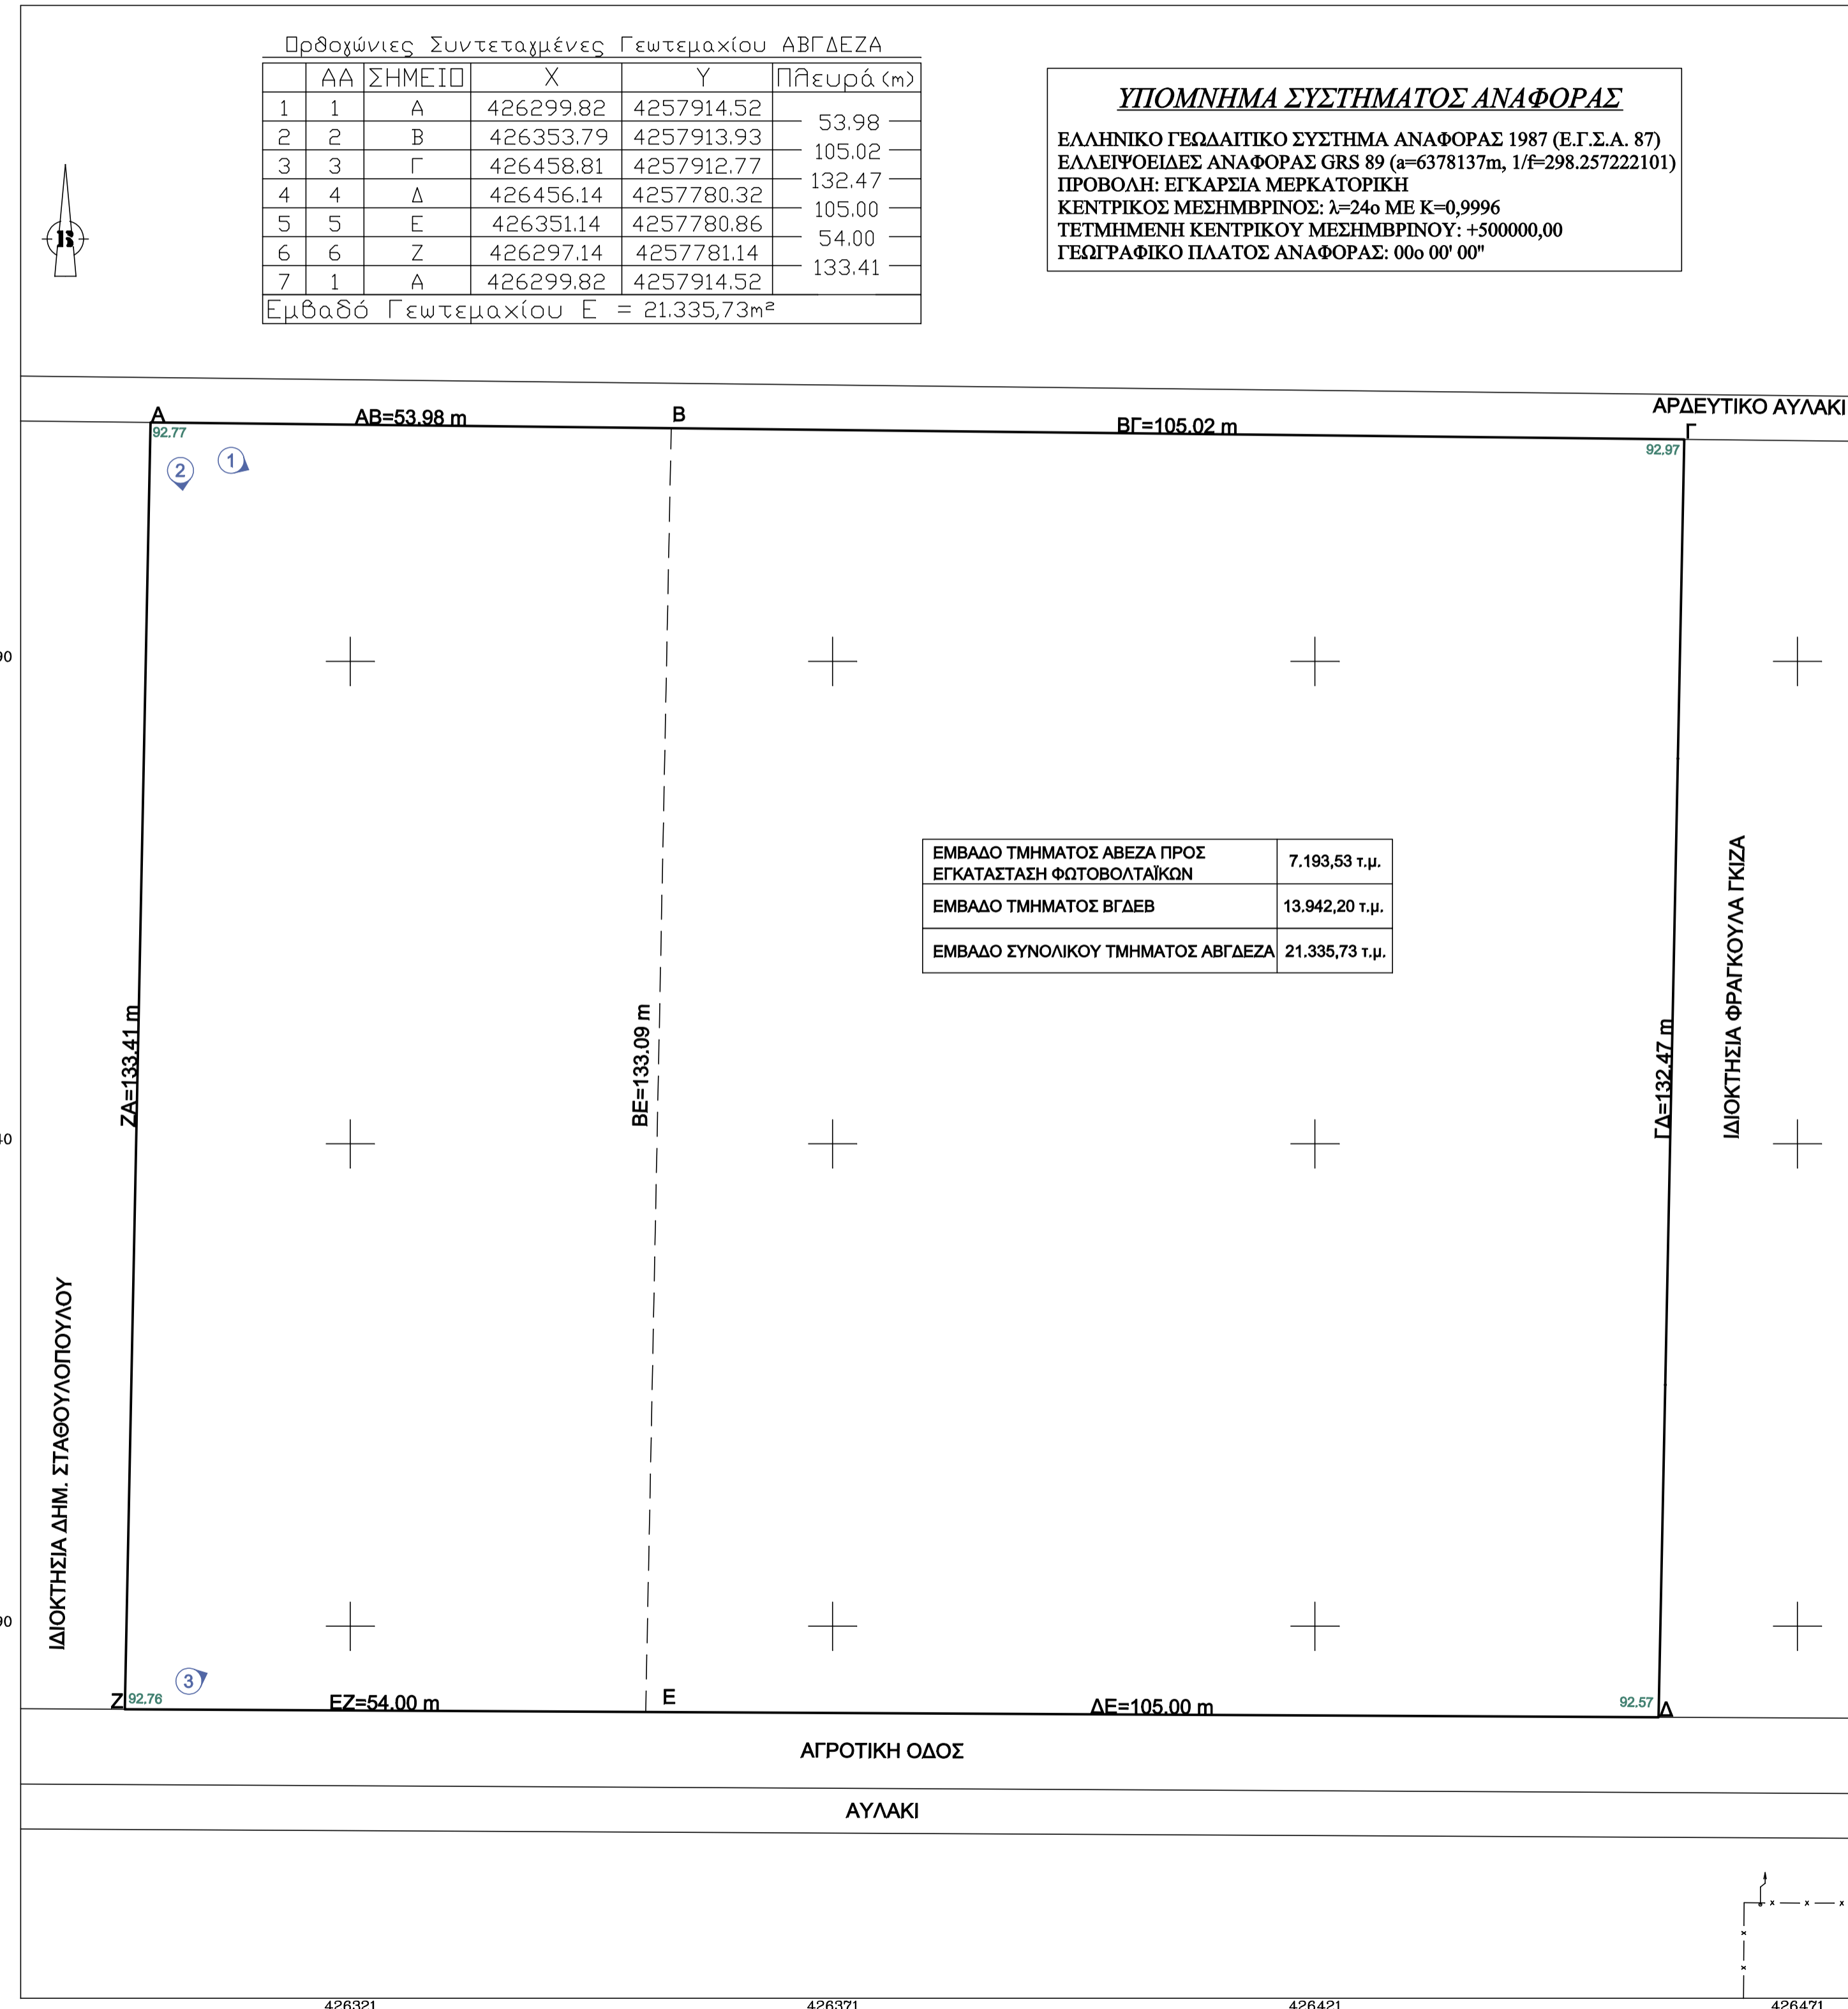 Ορθογώνιες Συντεταγμένες Γεωτεμαχίου ΑΒΓΔΕΖΑ
ΑΑ ΣΗΜΕΙΟ Χ Υ Πλευρά (m)
1 1 Α 426299.82 4257914.52
53.98
2 2 Β 426353.79 4257913.93
105.02
3 3 Γ 426458.81 4257912.77
132.47
4 4 Δ 426456.14 4257780.32
105.00
5 5 Ε 426351.14 4257780.86
54.00
6 6 Ζ 426297.14 4257781.14
133.41
7 1 Α 426299.82 4257914.52
Εμβαδό Γεωτεμαχίου Ε = 21.335,73m²
ΥΠΟΜΝΗΜΑ ΣΥΣΤΗΜΑΤΟΣ ΑΝΑΦΟΡΑΣ
ΕΛΛΗΝΙΚΟ ΓΕΩΔΑΙΤΙΚΟ ΣΥΣΤΗΜΑ ΑΝΑΦΟΡΑΣ 1987 (Ε.Γ.Σ.Α. 87)
ΕΛΛΕΙΨΟΕΙΔΕΣ ΑΝΑΦΟΡΑΣ GRS 89 (a=6378137m, 1/f=298.257222101)
ΠΡΟΒΟΛΗ: ΕΓΚΑΡΣΙΑ ΜΕΡΚΑΤΟΡΙΚΗ
ΚΕΝΤΡΙΚΟΣ ΜΕΣΗΜΒΡΙΝΟΣ: λ=24ο ΜΕ Κ=0,9996
ΤΕΤΜΗΜΕΝΗ ΚΕΝΤΡΙΚΟΥ ΜΕΣΗΜΒΡΙΝΟΥ: +500000,00
ΓΕΩΓΡΑΦΙΚΟ ΠΛΑΤΟΣ ΑΝΑΦΟΡΑΣ: 00ο 00' 00"
ΑΡΔΕΥΤΙΚΟ ΑΥΛΑΚΙ
Α
ΑΒ=53.98 m
Β
ΒΓ=105.02 m
Γ
92.77
92.97
1
2
90
ΕΜΒΑΔΟ ΤΜΗΜΑΤΟΣ ΑΒΕΖΑ ΠΡΟΣ
ΕΓΚΑΤΑΣΤΑΣΗ ΦΩΤΟΒΟΛΤΑΪΚΩΝ
7.193,53 τ.μ.
ΕΜΒΑΔΟ ΤΜΗΜΑΤΟΣ ΒΓΔΕΒ 13.942,20 τ.μ.
ΕΜΒΑΔΟ ΣΥΝΟΛΙΚΟΥ ΤΜΗΜΑΤΟΣ ΑΒΓΔΕΖΑ 21.335,73 τ.μ.
ΖΑ=133.41 m
ΒΕ=133.09 m
ΓΔ=132.47 m
ΙΔΙΟΚΤΗΣΙΑ ΦΡΑΓΚΟΥΛΑ ΓΚΙΖΑ
40
ΙΔΙΟΚΤΗΣΙΑ ΔΗΜ. ΣΤΑΘΟΥΛΟΠΟΥΛΟΥ
90
3
Ζ
92.76
ΕΖ=54.00 m
Ε
ΔΕ=105.00 m
92.57
Δ
ΑΓΡΟΤΙΚΗ ΟΔΟΣ
ΑΥΛΑΚΙ
426321 426371 426421 426471